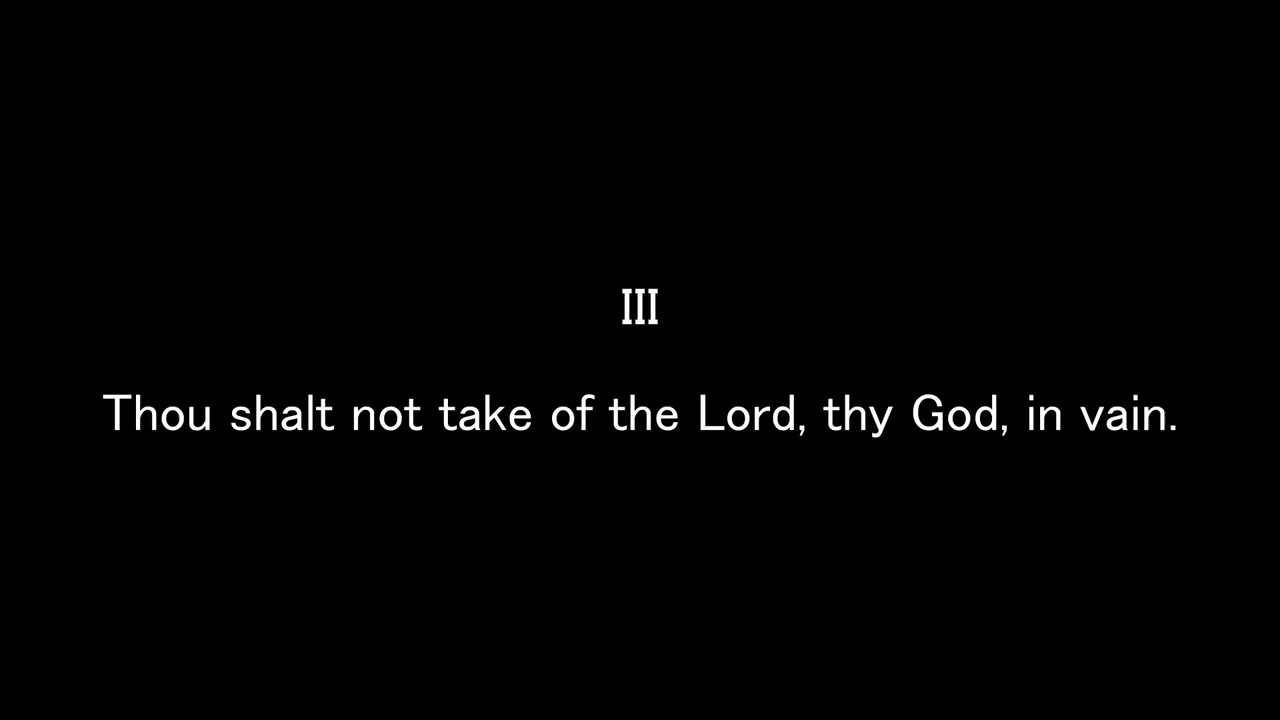 III
Thou shalt not take of the Lord, thy God, in vain.